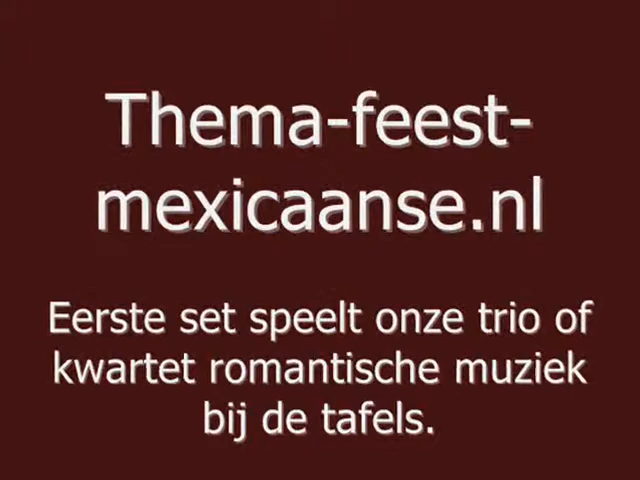 Thema-feest-
mexicaanse.nl
Eerste set speelt onze trio of
kwartet romantische muziek
bij de tafels.